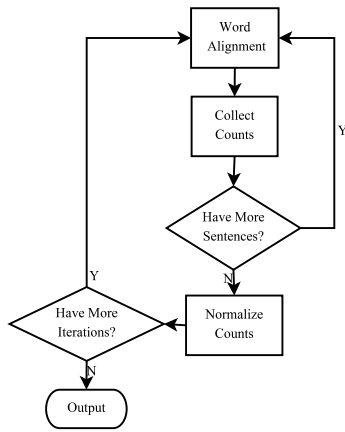 Word
Alignment
Collect
Counts
Y
Have More
Sentences?
N
Normalize
Counts
Y
Have More
Iterations?
N
Output